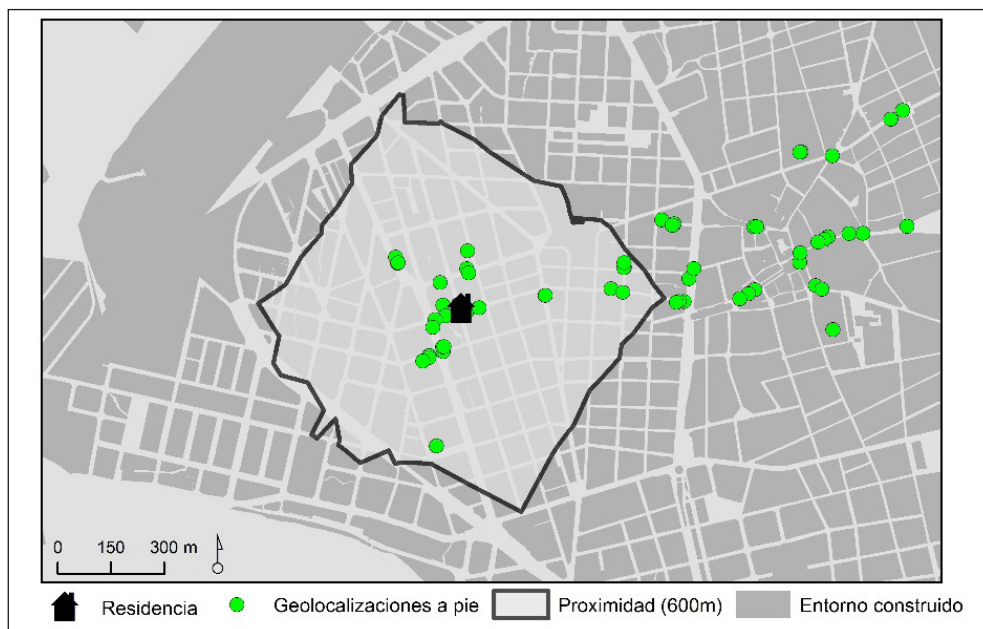 0 150 300 m
Residencia Geolocalizaciones a pie Proximidad (600m) Entorno construido